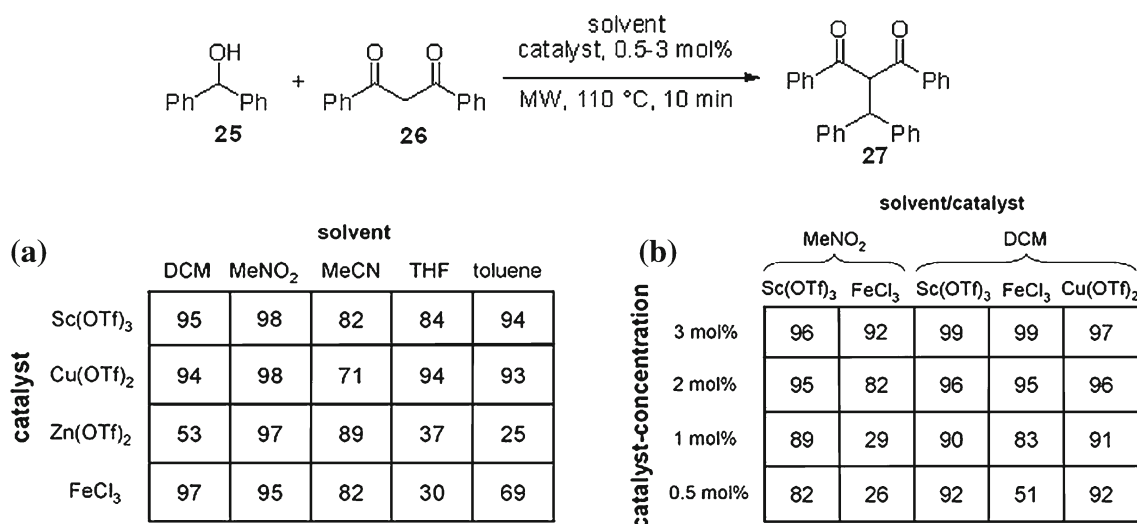 solvent
catalyst, 0.5-3 mol%
OH
O O
O O
+
Ph Ph
Ph Ph
MW, 110 °C, 10 min
Ph Ph
Ph Ph
25
26
27
(a)
solvent
DCM MeNO2 MeCN THF toluene
catalyst
Sc(OTf)3 95 98 82 84 94
Cu(OTf)2 94 98 71 94 93
Zn(OTf)2 53 97 89 37 25
FeCl3 97 95 82 30 69
(b)
solvent/catalyst
MeNO2 DCM
Sc(OTf)3 FeCl3 Sc(OTf)3 FeCl3 Cu(OTf)2
catalyst-concentration
3 mol% 96 92 99 99 97
2 mol% 95 82 96 95 96
1 mol% 89 29 90 83 91
0.5 mol% 82 26 92 51 92